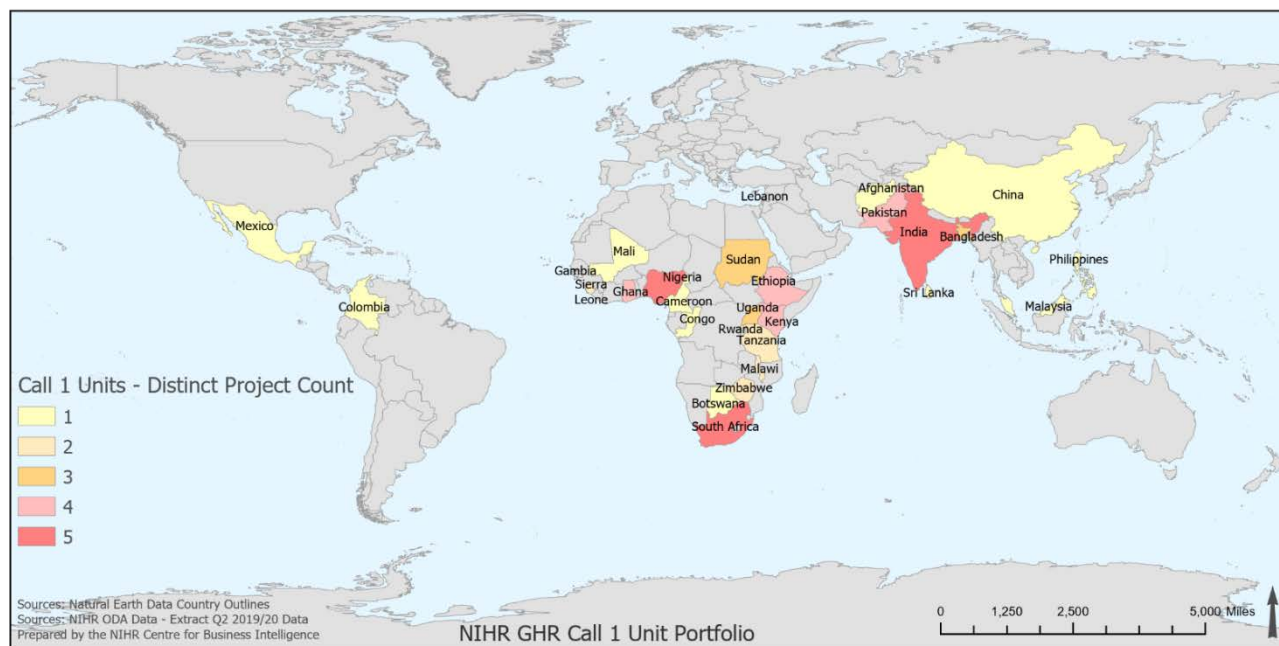 Lebanon
Afghanistan
China
Pakistan
Mexico
India
Bangladesh
Mali
Sudan
Philippines
Gambia
Nigeria
Ethiopia
Sierra
Leone
Ghana
Sri Lanka
Cameroon
Uganda
Malaysia
Colombia
Congo
Kenya
Rwanda
Tanzania
Malawi
Zimbabwe
Botswana
South Africa
Call 1 Units - Distinct Project Count
1
2
3
4
5
Sources: Natural Earth Data Country Outlines
Sources: NIHR ODA Data - Extract Q2 2019/20 Data
Prepared by the NIHR Centre for Business Intelligence
NIHR GHR Call 1 Unit Portfolio
0 1,250 2,500 5,000 Miles